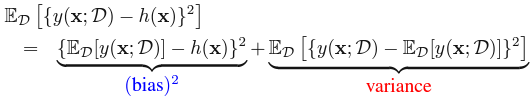 𝔼_𝒟 [{y(𝐱; 𝒟) − h(𝐱)}²]
= {𝔼_𝒟[y(𝐱; 𝒟)] − h(𝐱)}² + 𝔼_𝒟 [{y(𝐱; 𝒟) − 𝔼_𝒟[y(𝐱; 𝒟)]}²]
(bias)² variance